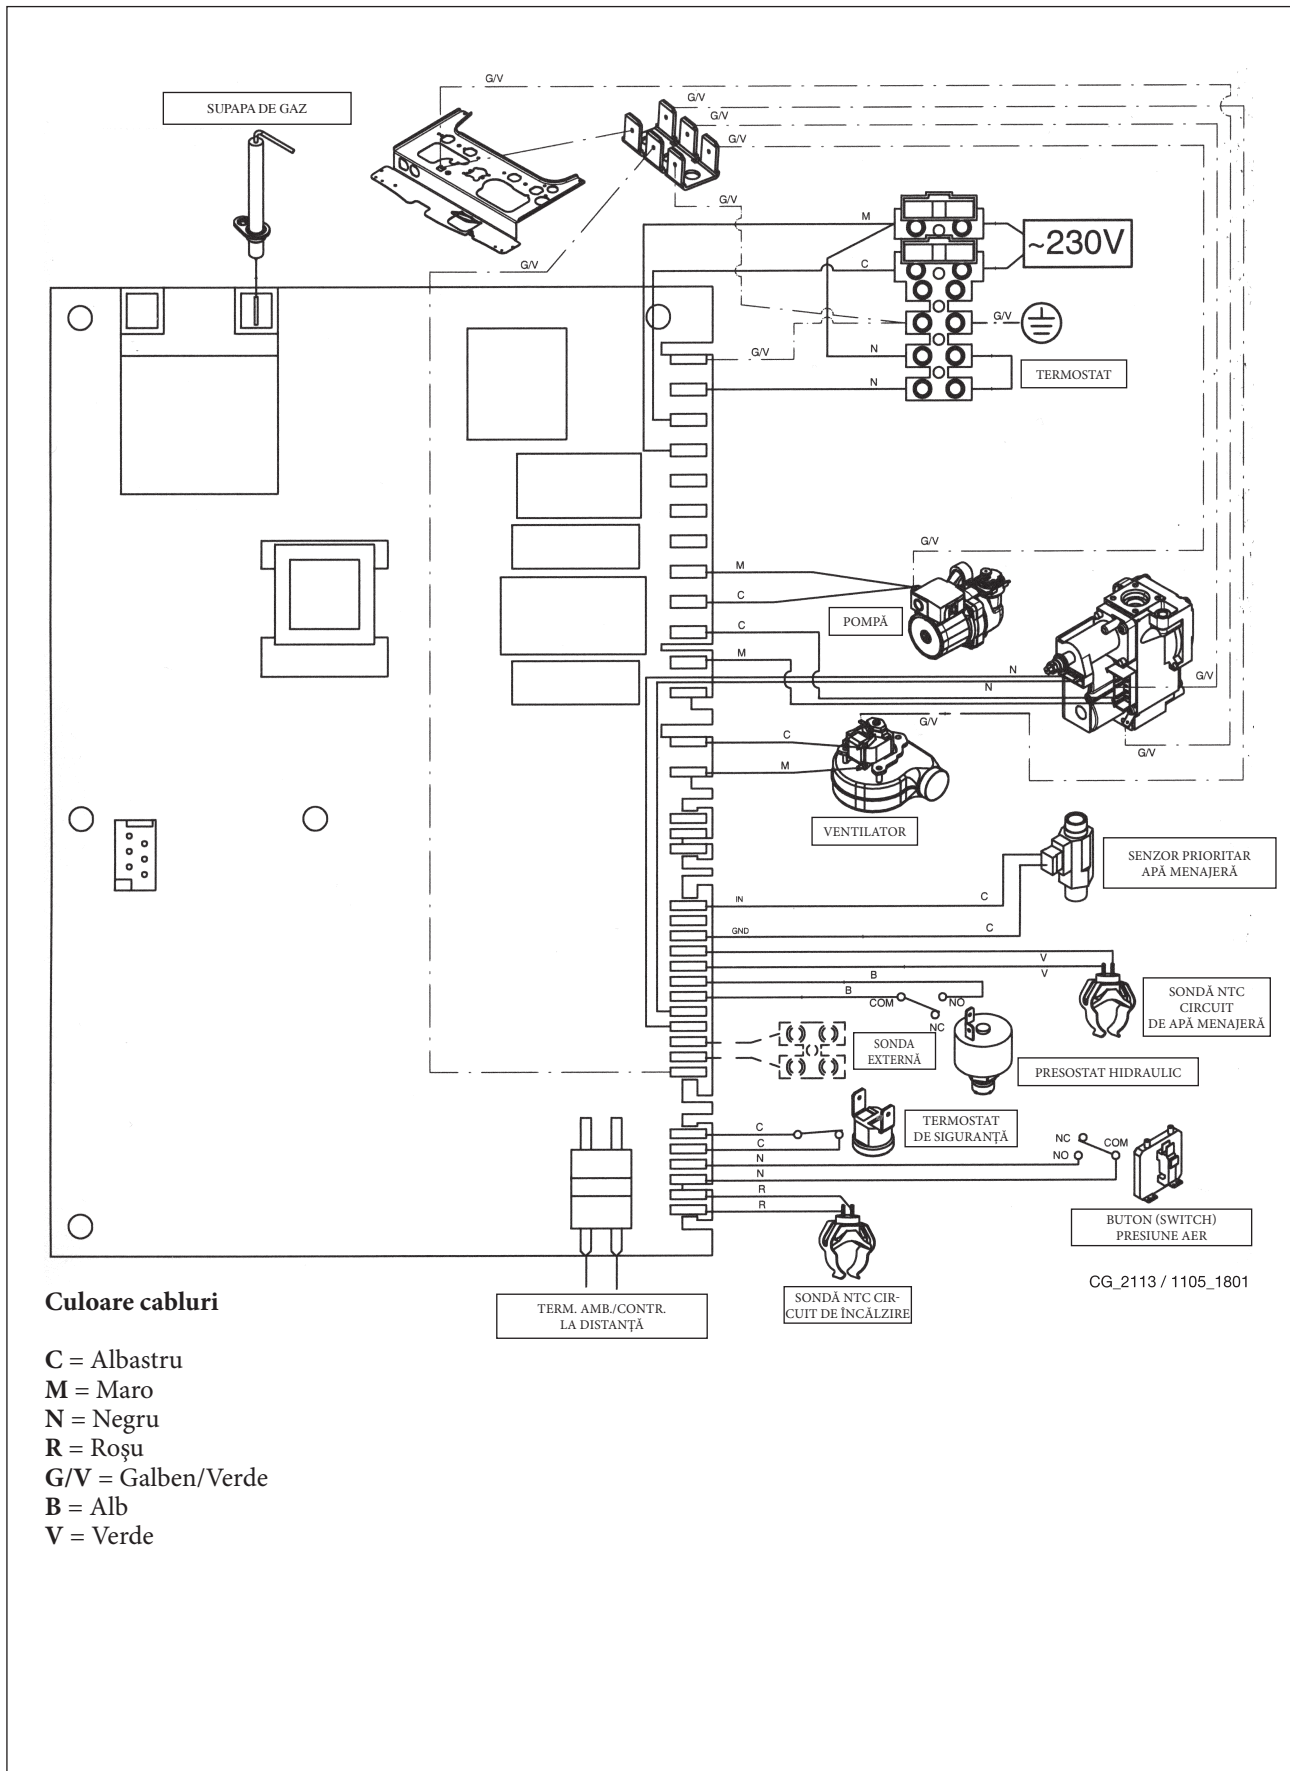 G/V
SUPAPA DE GAZ
G/V
G/V
G/V
G/V
M
~230V
G/V
C
G/V
G/V
N
TERMOSTAT
N
G/V
M
C
POMPĂ
C
M
N
N
G/V
G/V
G/V
C
M
VENTILATOR
SENZOR PRIORITAR
APĂ MENAJERĂ
IN
C
GND
C
V
V
B
B
COM
NO
NC
SONDĂ NTC
CIRCUIT
DE APĂ MENAJERĂ
SONDA
EXTERNĂ
PRESOSTAT HIDRAULIC
TERMOSTAT
DE SIGURANȚĂ
C
C
N
N
R
R
NC
NO
COM
BUTON (SWITCH)
PRESIUNE AER
CG_2113 / 1105_1801
SONDĂ NTC CIR-
CUIT DE ÎNCĂLZIRE
TERM. AMB./CONTR.
LA DISTANȚĂ
Culoare cabluri
C = Albastru
M = Maro
N = Negru
R = Roşu
G/V = Galben/Verde
B = Alb
V = Verde